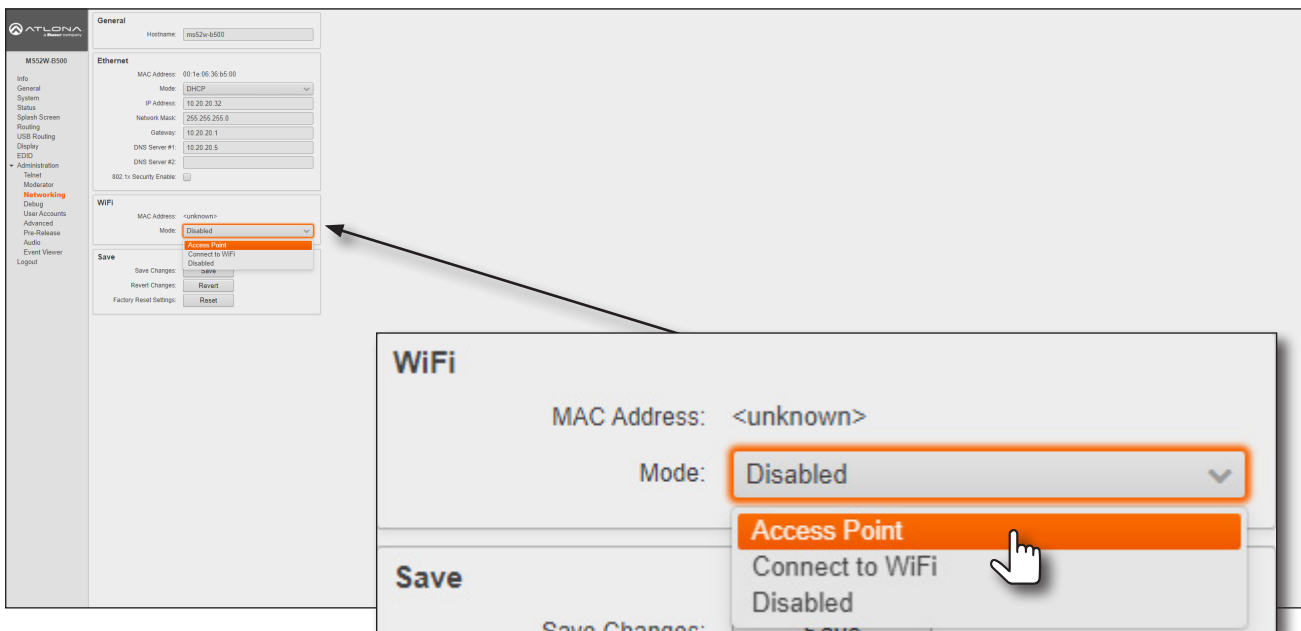 ATLONA
a Panduit company
MS52W-B500
Info
General
System
Status
Splash Screen
Routing
USB Routing
Display
EDID
Administration
Telnet
Moderator
Networking
Debug
User Accounts
Advanced
Pre-Release
Audio
Event Viewer
Logout
General
Hostname: ms52w-b500
Ethernet
MAC Address: 00:1e:06:36:b5:00
Mode: DHCP
IP Address: 10.20.20.32
Network Mask: 255.255.255.0
Gateway: 10.20.20.1
DNS Server #1: 10.20.20.5
DNS Server #2:
802.1x Security Enable:
WiFi
MAC Address: <unknown>
Mode: Disabled
Access Point
Connect to WiFi
Disabled
Save
Save Changes: Save
Revert Changes: Revert
Factory Reset Settings: Reset
WiFi
MAC Address: <unknown>
Mode: Disabled
Access Point
Connect to WiFi
Disabled
Save
Save Changes: Save